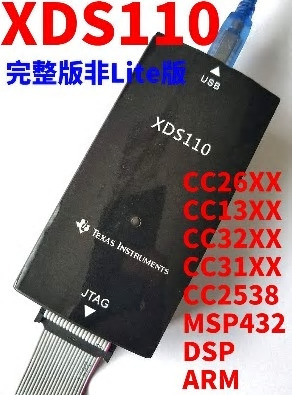 XDS110
完整版非Lite版
USB
XDS110
TEXAS INSTRUMENTS
JTAG
CC26XX
CC13XX
CC32XX
CC31XX
CC2538
MSP432
DSP
ARM